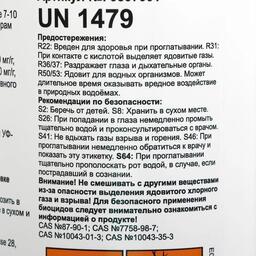 UN 1479
Предостережения:
R22: Вреден для здоровья при проглатывании. R31:
При контакте с кислотой выделяет ядовитые газы.
R36/37: Раздражает глаза и дыхательные органы.
R50/53: Ядовит для водных организмов. Может
длительное время оказывать вредное воздействие
в природных водоёмах.
Рекомендации по безопасности:
S2: Беречь от детей. S8: Хранить в сухом месте.
S26: При попадании в глаза немедленно промыть
тщательно водой и проконсультироваться с врачом.
S41: Не вдыхать газы взрыва и горения. S46: При
проглатывании немедленно обратиться к врачу и
показать эту этикетку. S64: При проглатывании
тщательно прополоскать рот водой, в случае, если
пострадавший в сознании.
Внимание! Не смешивать с другими веществами
из-за опасности выделения ядовитого хлорного
газа и взрыва! Для безопасного применения
биоцидов следует внимательно ознакомиться с
информацией о продукте!
CAS №87-90-1; CAS №7758-98-7;
CAS №10043-01-3; CAS №10043-35-3